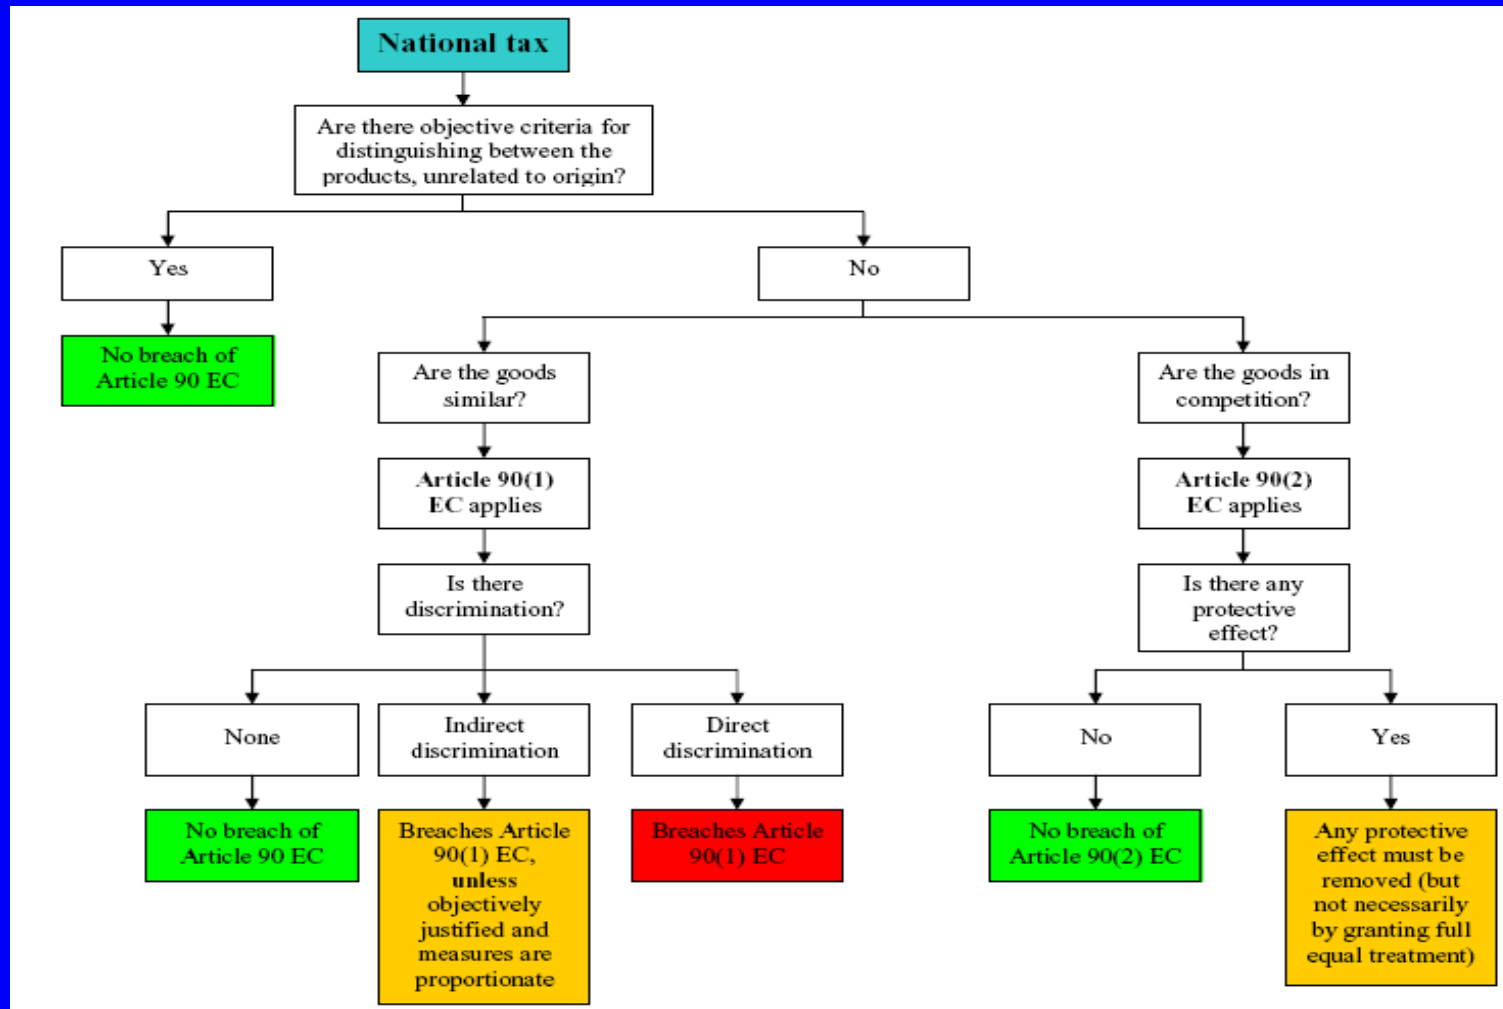 National tax
Are there objective criteria for
distinguishing between the
products, unrelated to origin?
Yes
No
No breach of
Article 90 EC
Are the goods
similar?
Are the goods in
competition?
Article 90(1)
EC applies
Article 90(2)
EC applies
Is there
discrimination?
Is there any
protective
effect?
None
Indirect
discrimination
Direct
discrimination
No
Yes
No breach of
Article 90 EC
Breaches Article
90(1) EC,
unless
objectively
justified and
measures are
proportionate
Breaches Article
90(1) EC
No breach of
Article 90(2) EC
Any protective
effect must be
removed (but
not necessarily
by granting full
equal treatment)